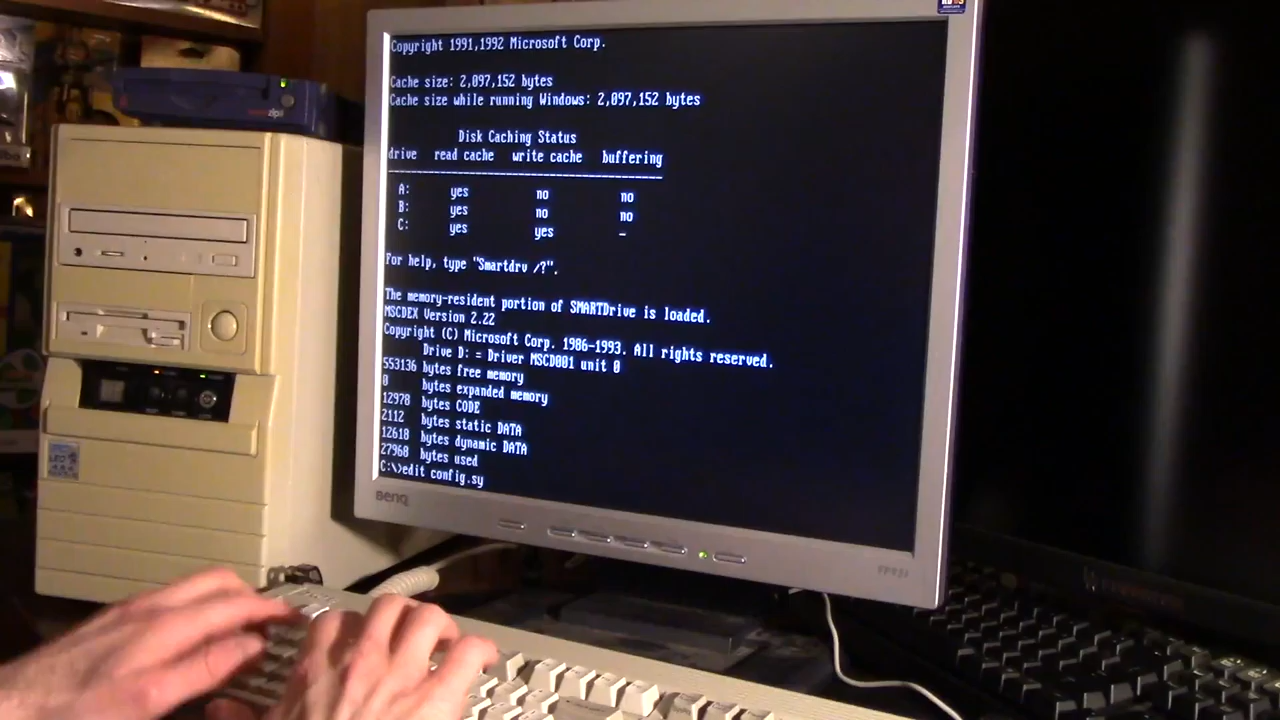 Copyright 1991,1992 Microsoft Corp.
Cache size: 2,097,152 bytes
Cache size while running Windows: 2,097,152 bytes
Disk Caching Status
drive read cache write cache buffering
A: yes no no
B: yes no no
C: yes yes –
For help, type "Smartdrv /?".
The memory-resident portion of SMARTDrive is loaded.
MSCDEX Version 2.22
Copyright (C) Microsoft Corp. 1986-1993. All rights reserved.
Drive D: = Driver MSCD001 unit 0
553136 bytes free memory
0 bytes expanded memory
12978 bytes CODE
2112 bytes static DATA
12618 bytes dynamic DATA
27968 bytes used
C:\>edit config.sy
BenQ
zip